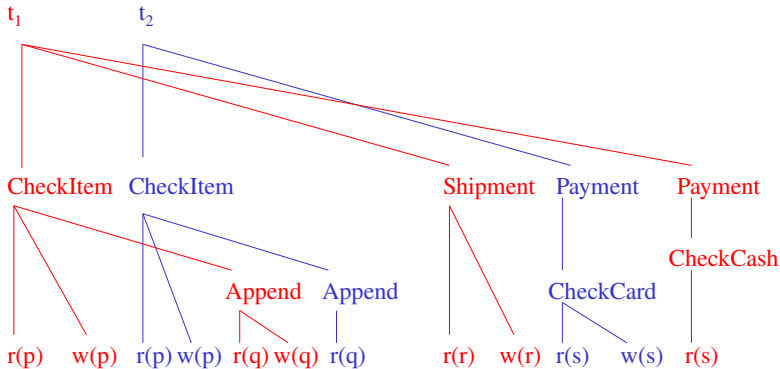 t1 t2
CheckItem CheckItem Shipment Payment Payment
CheckCash
Append Append CheckCard
r(p) w(p) r(p) w(p) r(q) w(q) r(q) r(r) w(r) r(s) w(s) r(s)